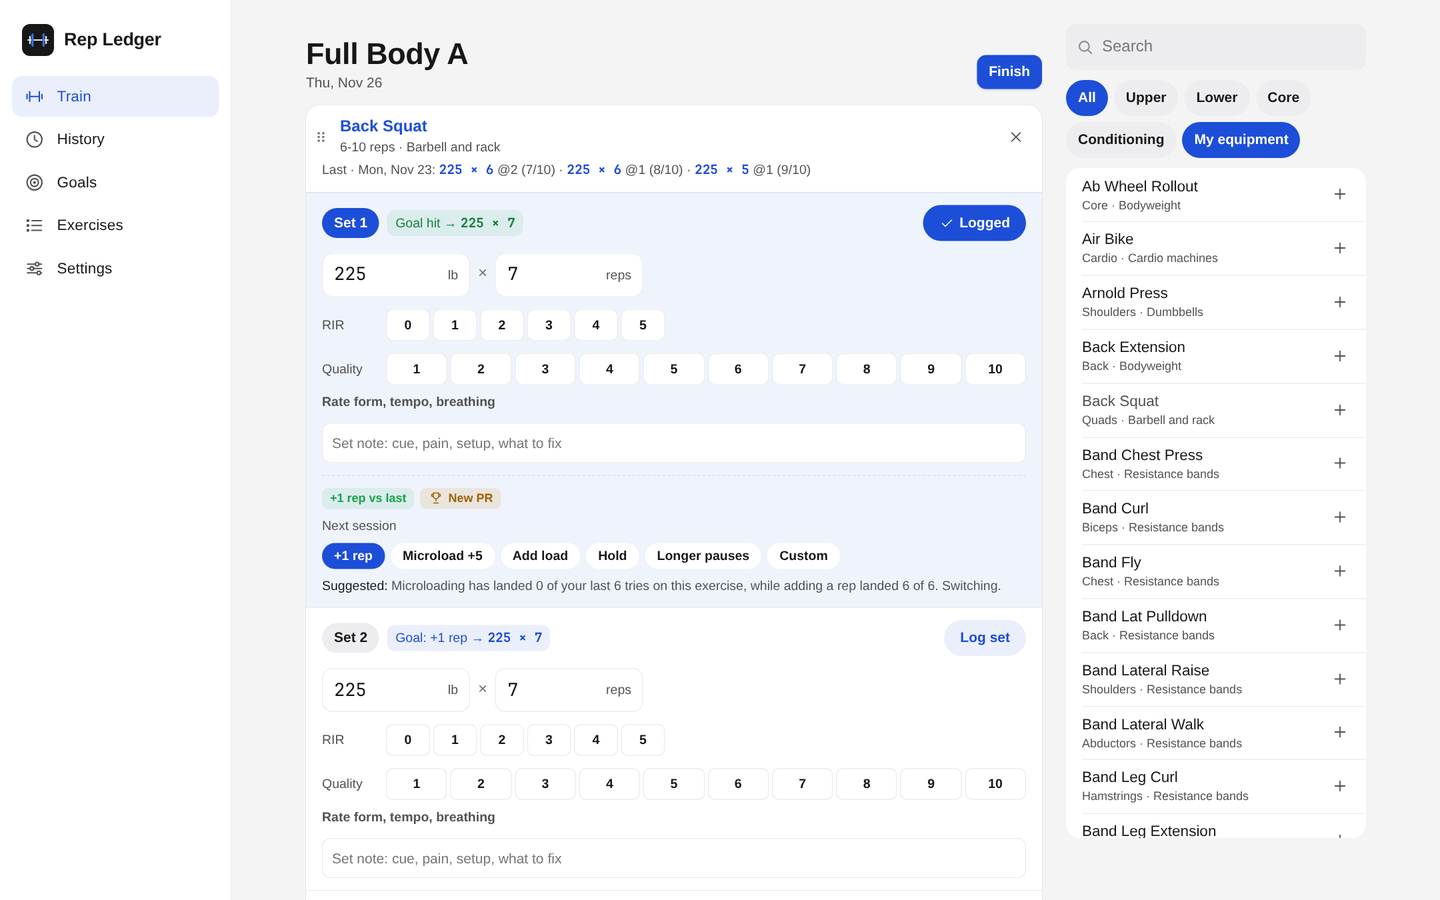 Rep Ledger
Train
History
Goals
Exercises
Settings
Full Body A
Thu, Nov 26
Finish
Back Squat
6-10 reps · Barbell and rack
Last · Mon, Nov 23: 225 × 6 @2 (7/10) · 225 × 6 @1 (8/10) · 225 × 5 @1 (9/10)
Set 1
Goal hit → 225 × 7
Logged
225 lb × 7 reps
RIR 0 1 2 3 4 5
Quality 1 2 3 4 5 6 7 8 9 10
Rate form, tempo, breathing
Set note: cue, pain, setup, what to fix
+1 rep vs last
New PR
Next session
+1 rep
Microload +5
Add load
Hold
Longer pauses
Custom
Suggested: Microloading has landed 0 of your last 6 tries on this exercise, while adding a rep landed 6 of 6. Switching.
Set 2
Goal: +1 rep → 225 × 7
Log set
225 lb × 7 reps
RIR 0 1 2 3 4 5
Quality 1 2 3 4 5 6 7 8 9 10
Rate form, tempo, breathing
Set note: cue, pain, setup, what to fix
Search
All
Upper
Lower
Core
Conditioning
My equipment
Ab Wheel Rollout
Core · Bodyweight
Air Bike
Cardio · Cardio machines
Arnold Press
Shoulders · Dumbbells
Back Extension
Back · Bodyweight
Back Squat
Quads · Barbell and rack
Band Chest Press
Chest · Resistance bands
Band Curl
Biceps · Resistance bands
Band Fly
Chest · Resistance bands
Band Lat Pulldown
Back · Resistance bands
Band Lateral Raise
Shoulders · Resistance bands
Band Lateral Walk
Abductors · Resistance bands
Band Leg Curl
Hamstrings · Resistance bands
Band Leg Extension